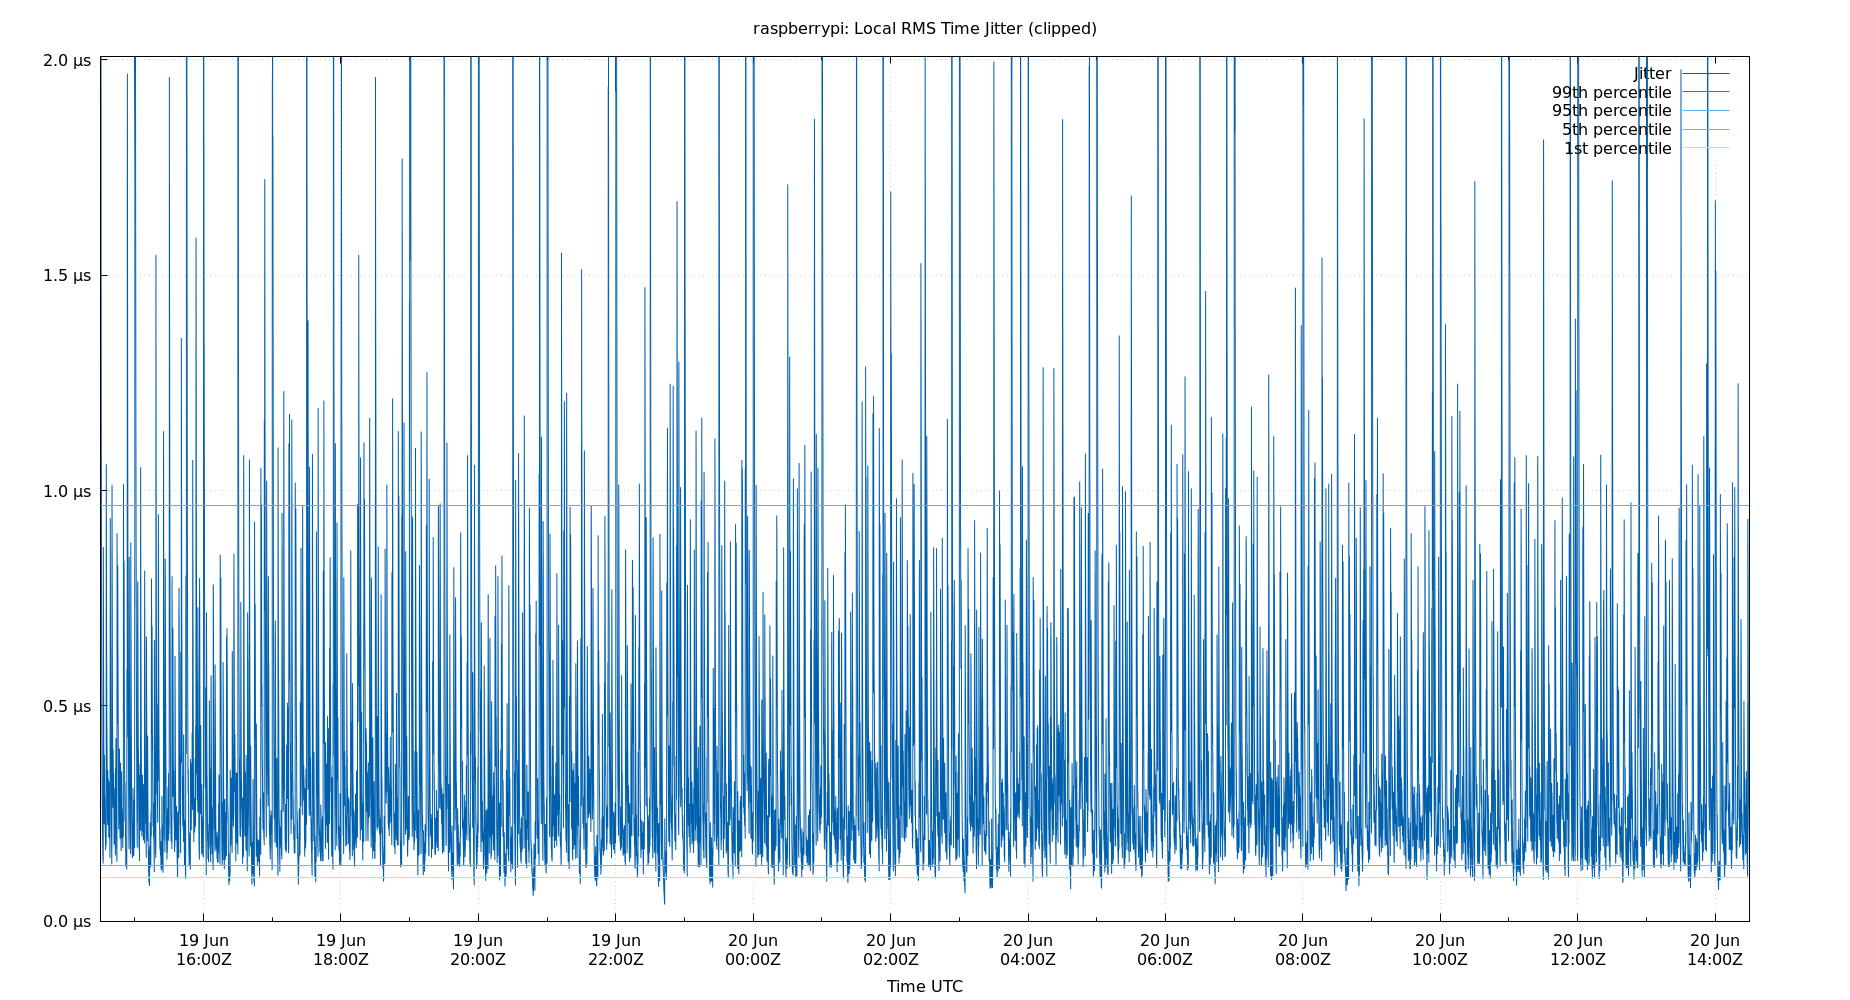 raspberrypi: Local RMS Time Jitter (clipped)
2.0 µs
1.5 µs
1.0 µs
0.5 µs
0.0 µs
Jitter
99th percentile
95th percentile
5th percentile
1st percentile
19 Jun
16:00Z
19 Jun
18:00Z
19 Jun
20:00Z
19 Jun
22:00Z
20 Jun
00:00Z
20 Jun
02:00Z
20 Jun
04:00Z
20 Jun
06:00Z
20 Jun
08:00Z
20 Jun
10:00Z
20 Jun
12:00Z
20 Jun
14:00Z
Time UTC